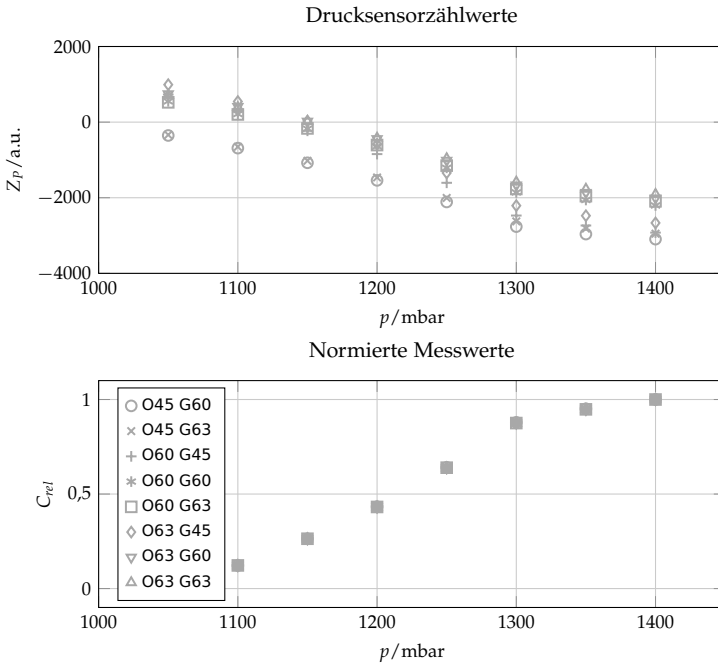 Drucksensorzählwerte
2000
0
−2000
−4000
Z_P/a.u.
1000 1100 1200 1300 1400
p/mbar
Normierte Messwerte
1
0,5
0
C_rel
O45 G60
O45 G63
O60 G45
O60 G60
O60 G63
O63 G45
O63 G60
O63 G63
1000 1100 1200 1300 1400
p/mbar